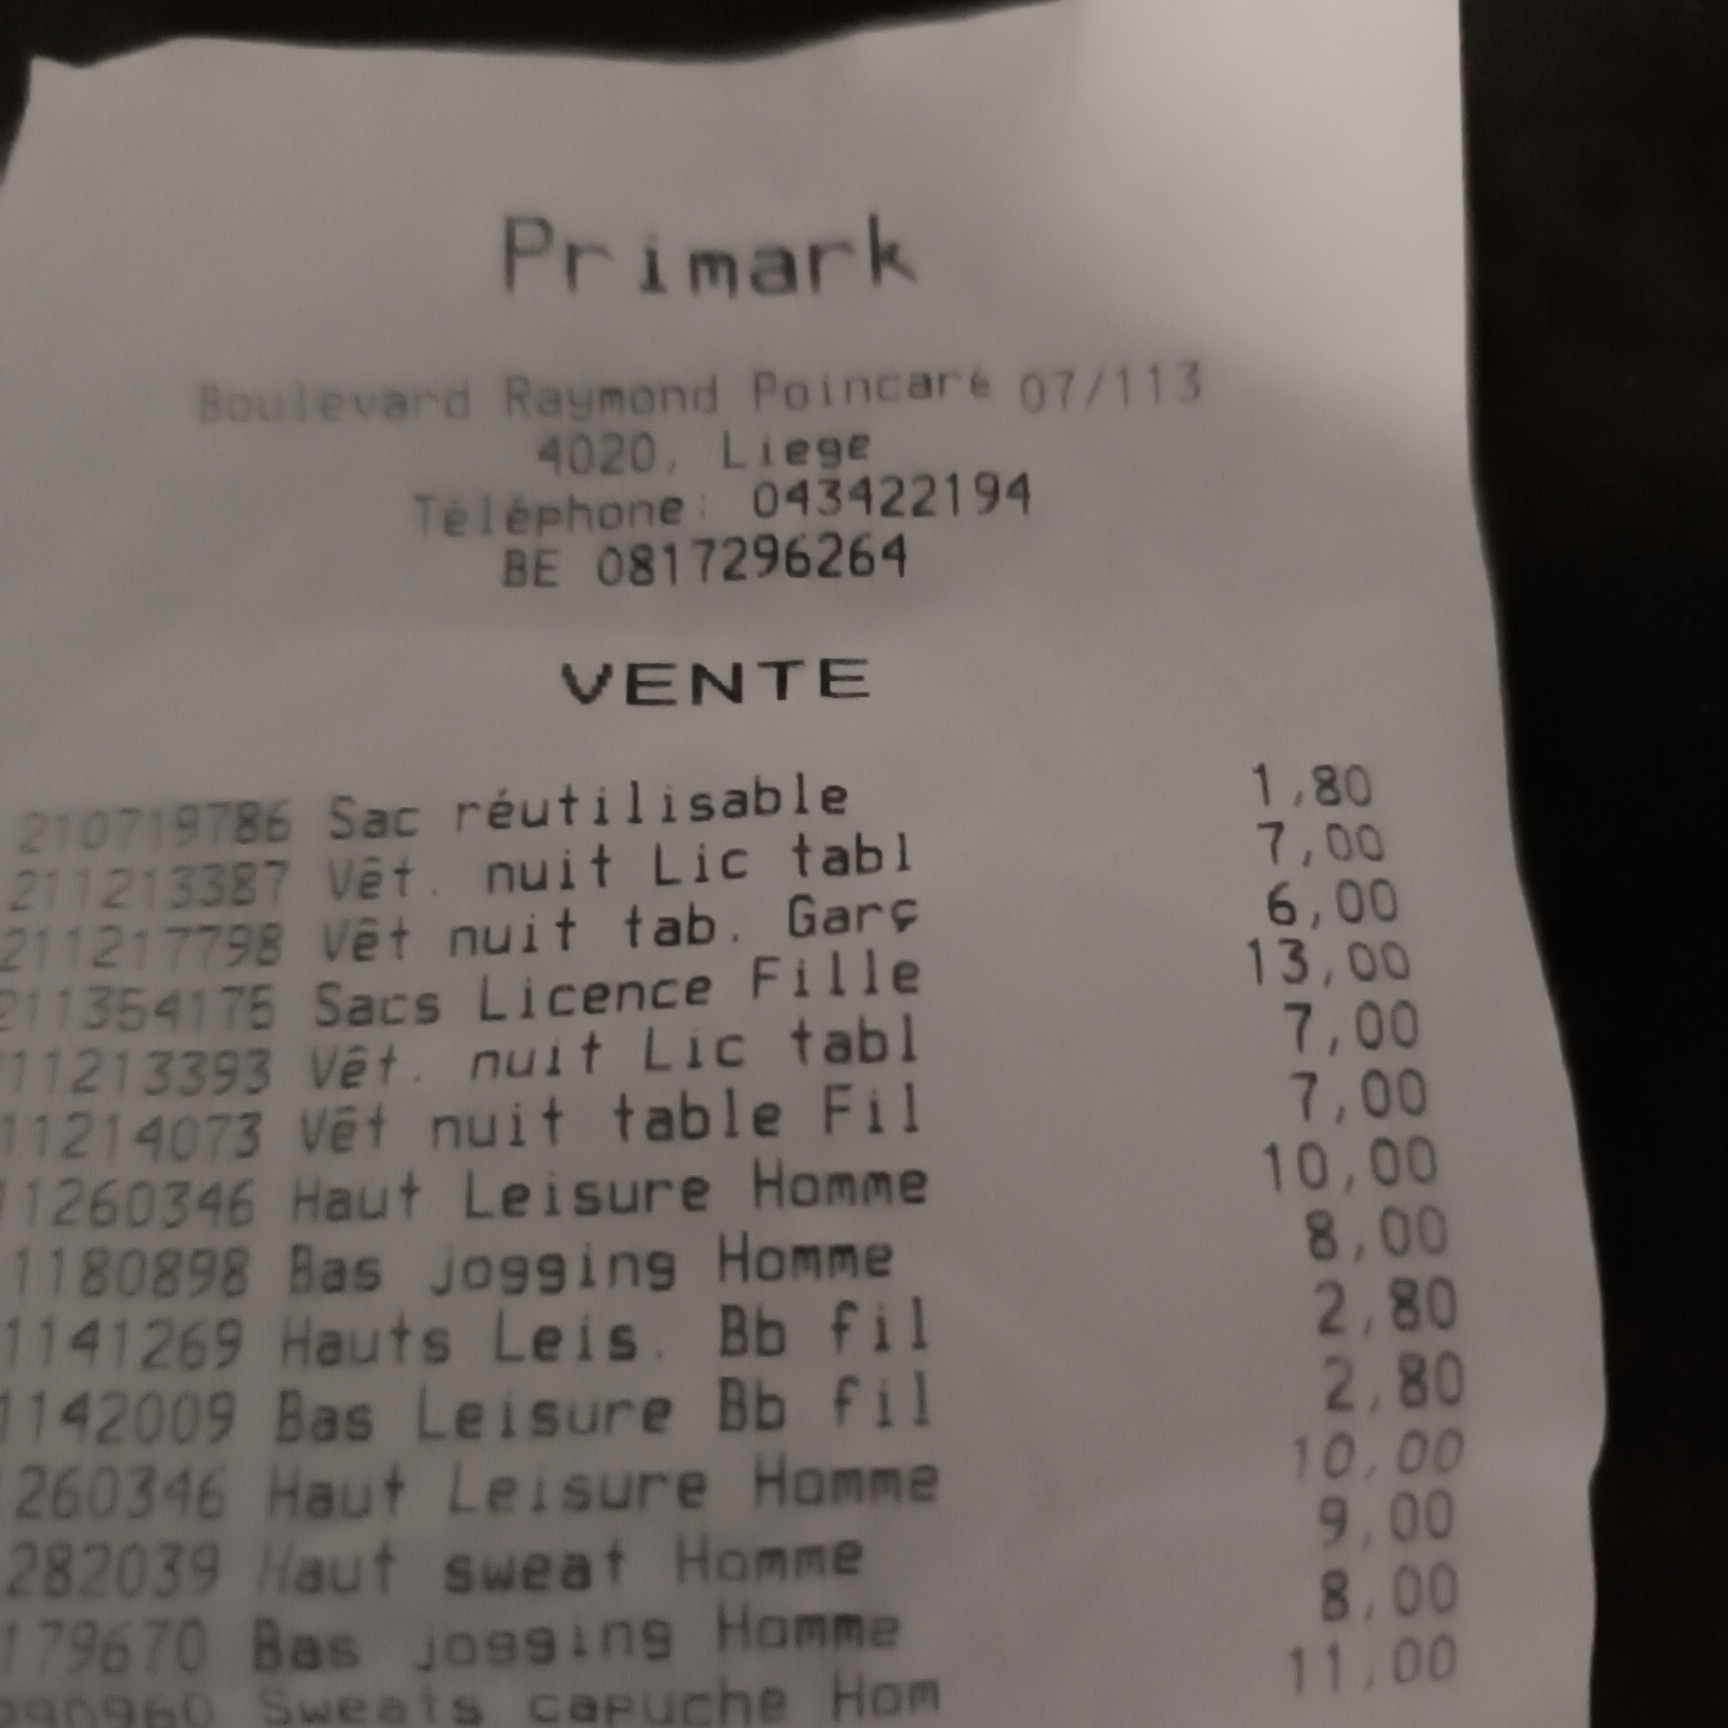 Primark
Boulevard Raymond Poincaré 07/113
4020, Liege
Téléphone: 043422194
BE 0817296264
VENTE
210719786 Sac réutilisable 1,80
211213387 Vêt. nuit Lic tabl 7,00
211217798 Vêt nuit tab. Garç 6,00
211354175 Sacs Licence Fille 13,00
11213393 Vêt. nuit Lic tabl 7,00
11214073 Vêt nuit table Fil 7,00
11260346 Haut Leisure Homme 10,00
1180898 Bas jogging Homme 8,00
1141269 Hauts Leis. Bb fil 2,80
1142009 Bas Leisure Bb fil 2,80
260346 Haut Leisure Homme 10,00
282039 Haut sweat Homme 9,00
179670 Bas jogging Homme 8,00
290960 Sweats capuche Hom 11,00